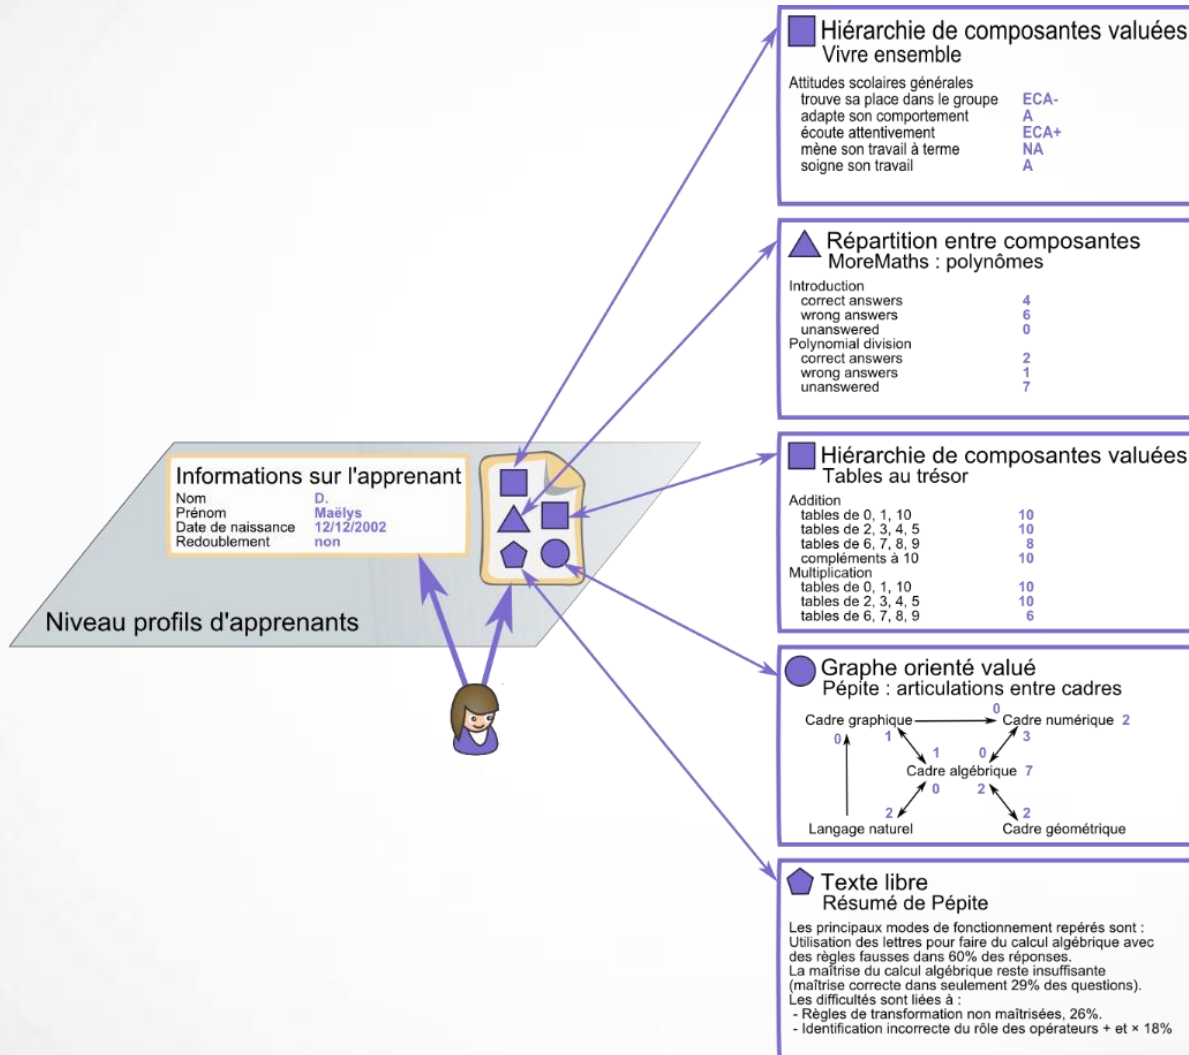 Hiérarchie de composantes valuées
Vivre ensemble
Attitudes scolaires générales
trouve sa place dans le groupe ECA-
adapte son comportement A
écoute attentivement ECA+
mène son travail à terme NA
soigne son travail A
Répartition entre composantes
MoreMaths : polynômes
Introduction
correct answers 4
wrong answers 6
unanswered 0
Polynomial division
correct answers 2
wrong answers 1
unanswered 7
Informations sur l'apprenant
Nom D.
Prénom Maëlys
Date de naissance 12/12/2002
Redoublement non
Niveau profils d'apprenants
Hiérarchie de composantes valuées
Tables au trésor
Addition
tables de 0, 1, 10 10
tables de 2, 3, 4, 5 10
tables de 6, 7, 8, 9 8
compléments à 10 10
Multiplication
tables de 0, 1, 10 10
tables de 2, 3, 4, 5 10
tables de 6, 7, 8, 9 6
Graphe orienté valué
Pépite : articulations entre cadres
0
Cadre graphique Cadre numérique 2
0 1 3
1 0
Cadre algébrique 7
0 2
2 2
Langage naturel Cadre géométrique
Texte libre
Résumé de Pépite
Les principaux modes de fonctionnement repérés sont :
Utilisation des lettres pour faire du calcul algébrique avec
des règles fausses dans 60% des réponses.
La maîtrise du calcul algébrique reste insuffisante
(maîtrise correcte dans seulement 29% des questions).
Les difficultés sont liées à :
- Règles de transformation non maîtrisées, 26%.
- Identification incorrecte du rôle des opérateurs + et × 18%